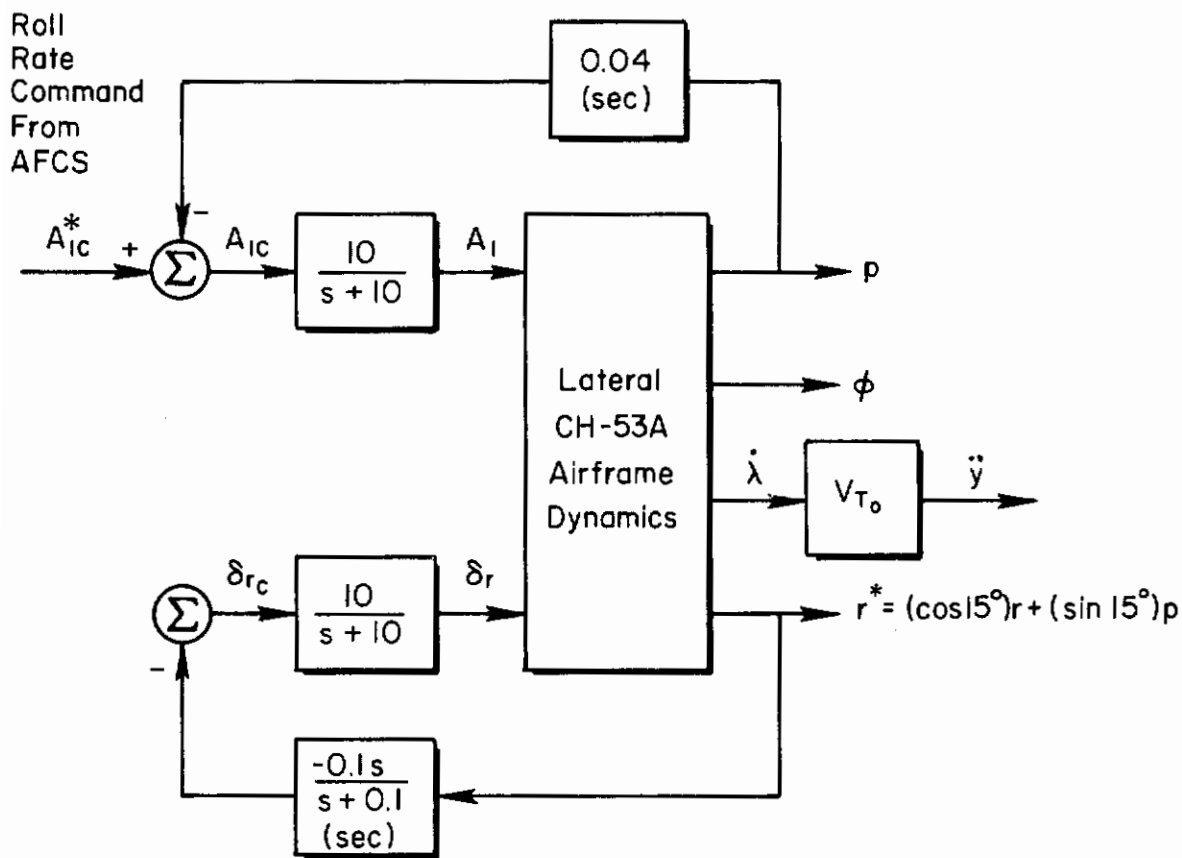 Roll
Rate
Command
From
AFCS
0.04
(sec)
-
A*1c
+
Σ
A1c
10
s + 10
A1
p
Lateral
CH-53A
Airframe
Dynamics
ϕ
λ̇
VTo
ÿ
Σ
-
δrc
10
s + 10
δr
r* = (cos15°)r + (sin 15°)p
-0.1s
s + 0.1
(sec)